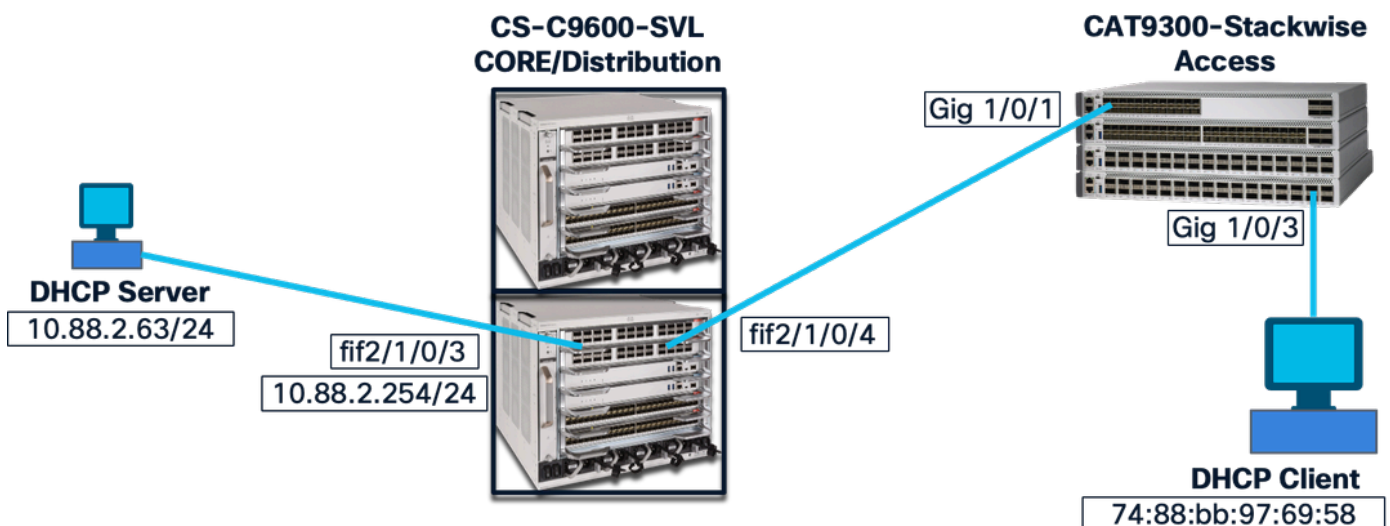 CS-C9600-SVL
CORE/Distribution
CAT9300-Stackwise
Access
Gig 1/0/1
Gig 1/0/3
DHCP Server
10.88.2.63/24
fif2/1/0/3
10.88.2.254/24
fif2/1/0/4
DHCP Client
74:88:bb:97:69:58